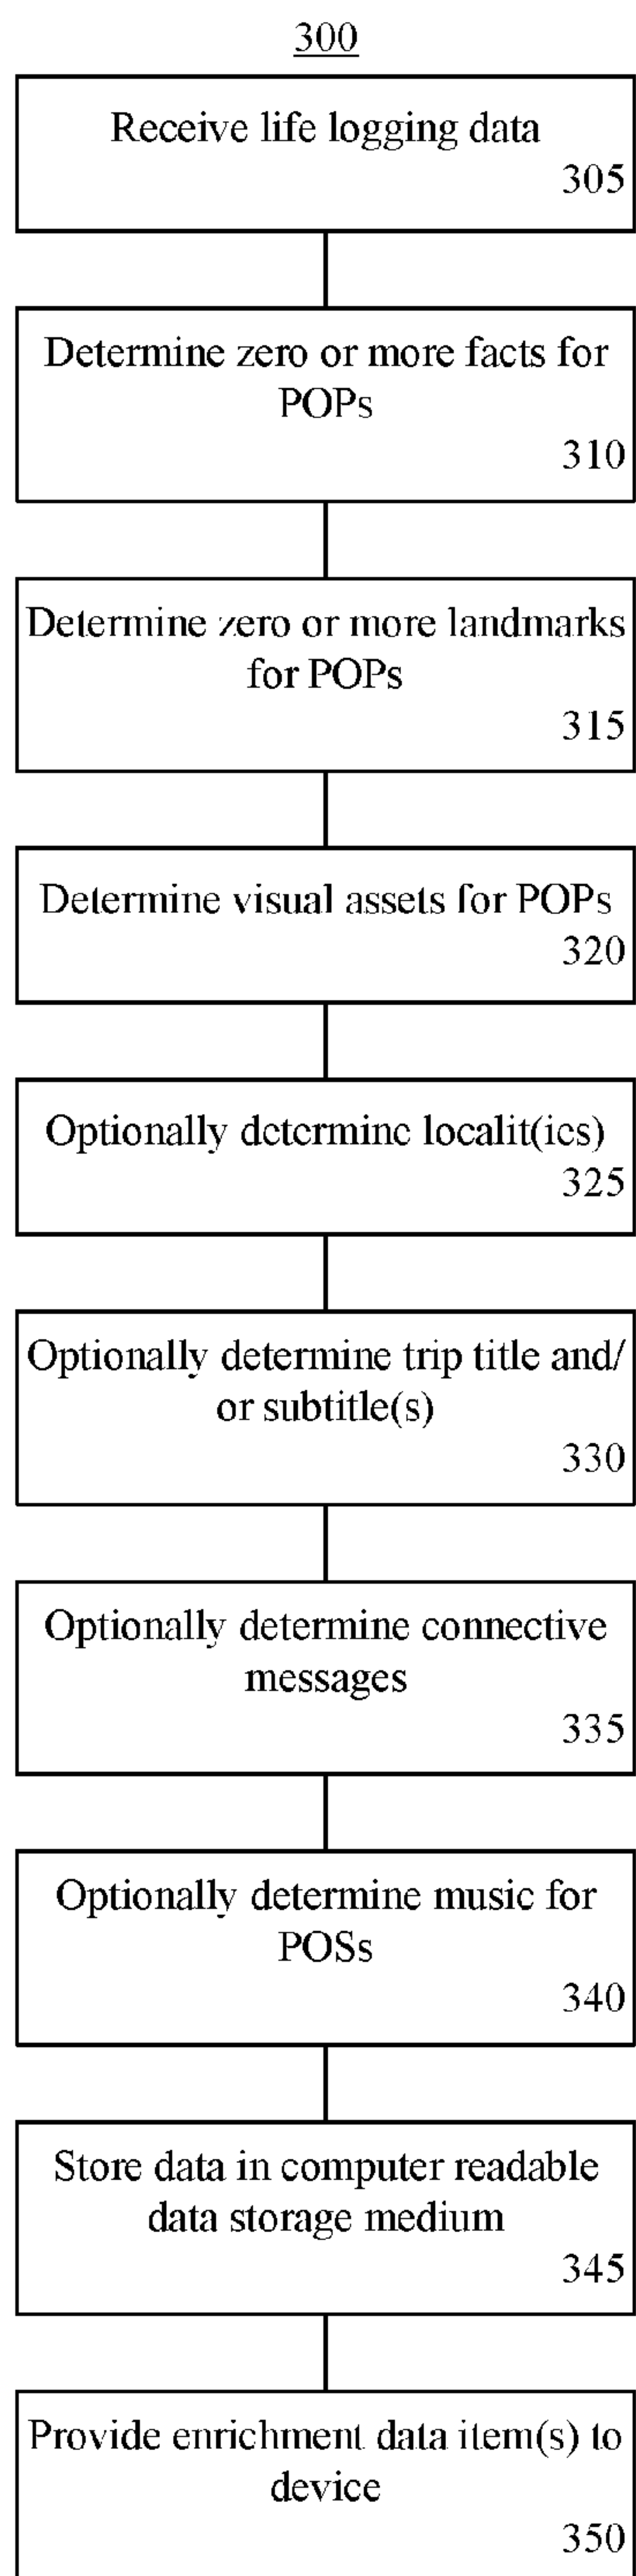 300
Receive life logging data
305
Determine zero or more facts for
POPs
310
Determine zero or more landmarks
for POPs
315
Determine visual assets for POPs
320
Optionally determine localit(ies)
325
Optionally determine trip title and/
or subtitle(s)
330
Optionally determine connective
messages
335
Optionally determine music for
POSs
340
Store data in computer readable
data storage medium
345
Provide enrichment data item(s) to
device
350